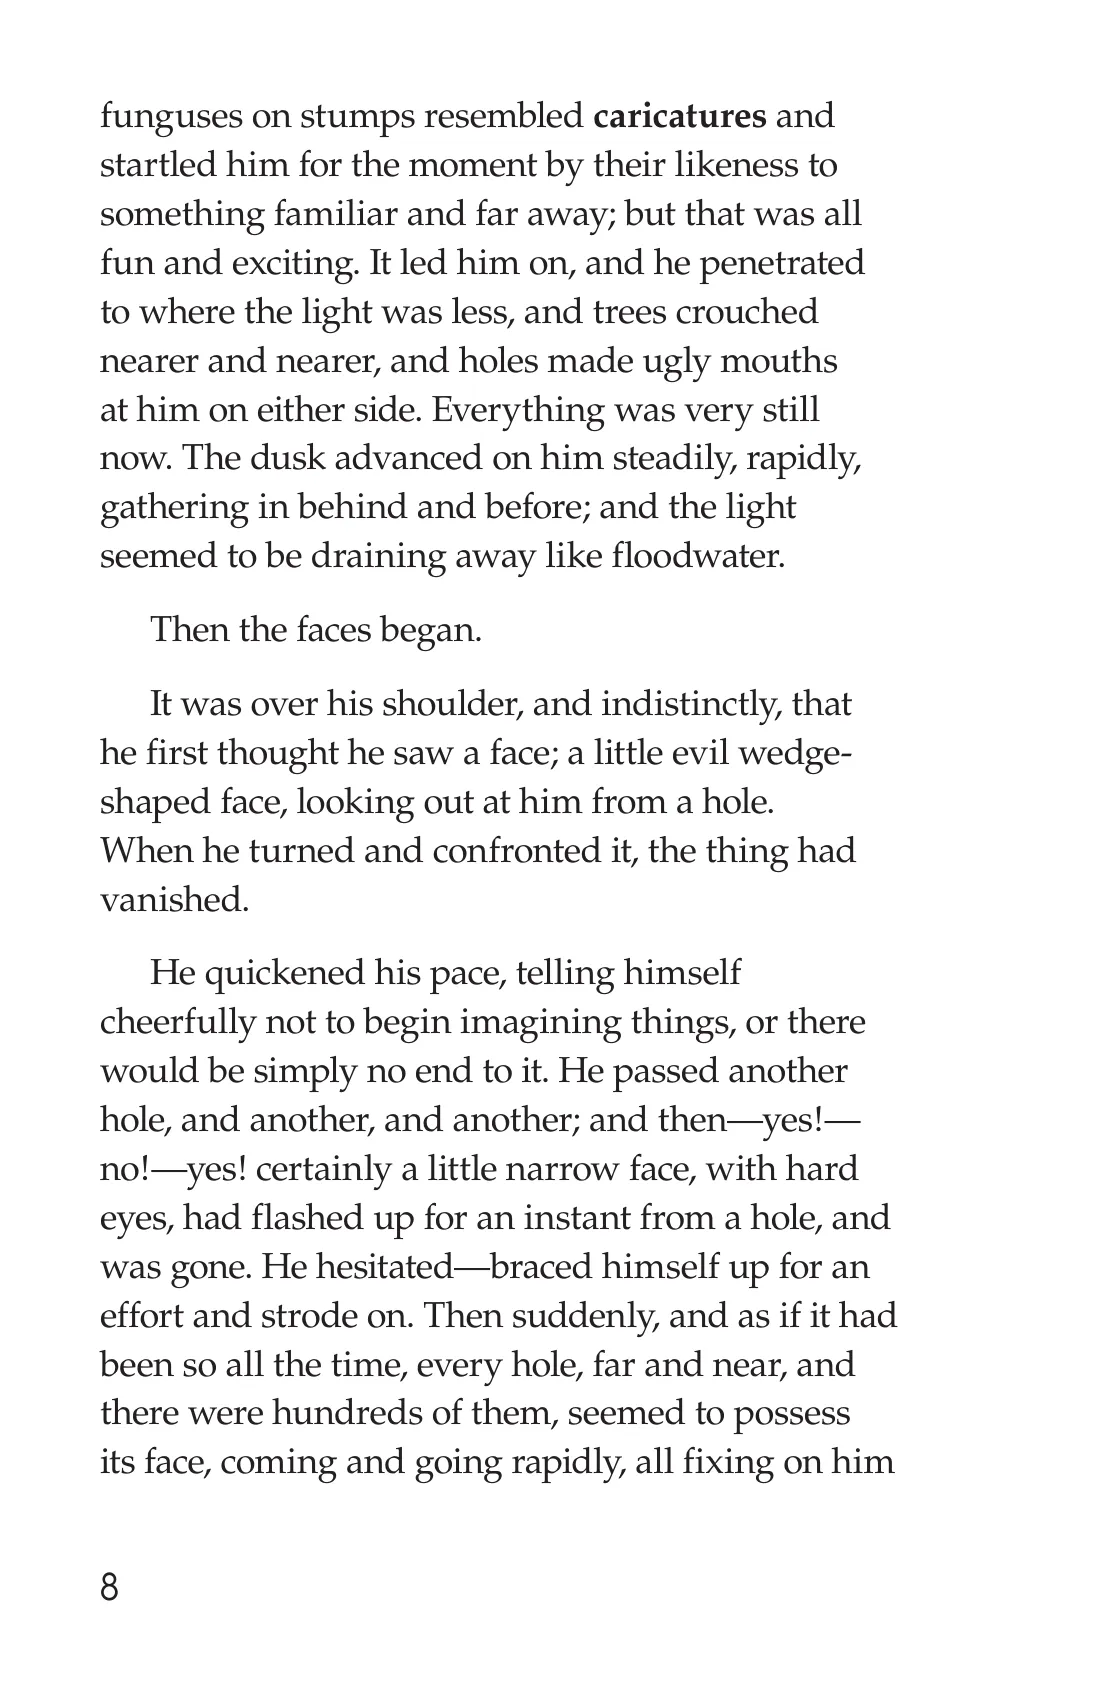 funguses on stumps resembled caricatures and
startled him for the moment by their likeness to
something familiar and far away; but that was all
fun and exciting. It led him on, and he penetrated
to where the light was less, and trees crouched
nearer and nearer, and holes made ugly mouths
at him on either side. Everything was very still
now. The dusk advanced on him steadily, rapidly,
gathering in behind and before; and the light
seemed to be draining away like floodwater.
Then the faces began.
It was over his shoulder, and indistinctly, that
he first thought he saw a face; a little evil wedge-
shaped face, looking out at him from a hole.
When he turned and confronted it, the thing had
vanished.
He quickened his pace, telling himself
cheerfully not to begin imagining things, or there
would be simply no end to it. He passed another
hole, and another, and another; and then—yes!—
no!—yes! certainly a little narrow face, with hard
eyes, had flashed up for an instant from a hole, and
was gone. He hesitated—braced himself up for an
effort and strode on. Then suddenly, and as if it had
been so all the time, every hole, far and near, and
there were hundreds of them, seemed to possess
its face, coming and going rapidly, all fixing on him
8